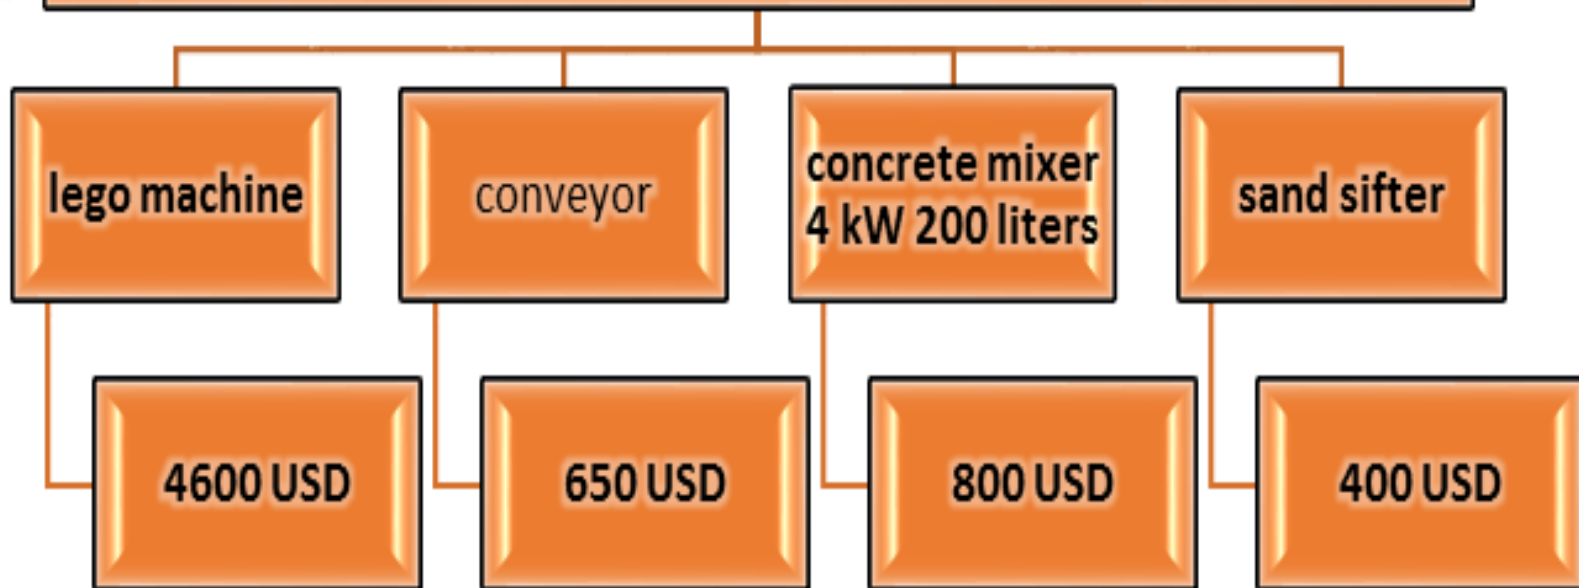 lego machine
conveyor
concrete mixer
4 kW 200 liters
sand sifter
4600 USD
650 USD
800 USD
400 USD